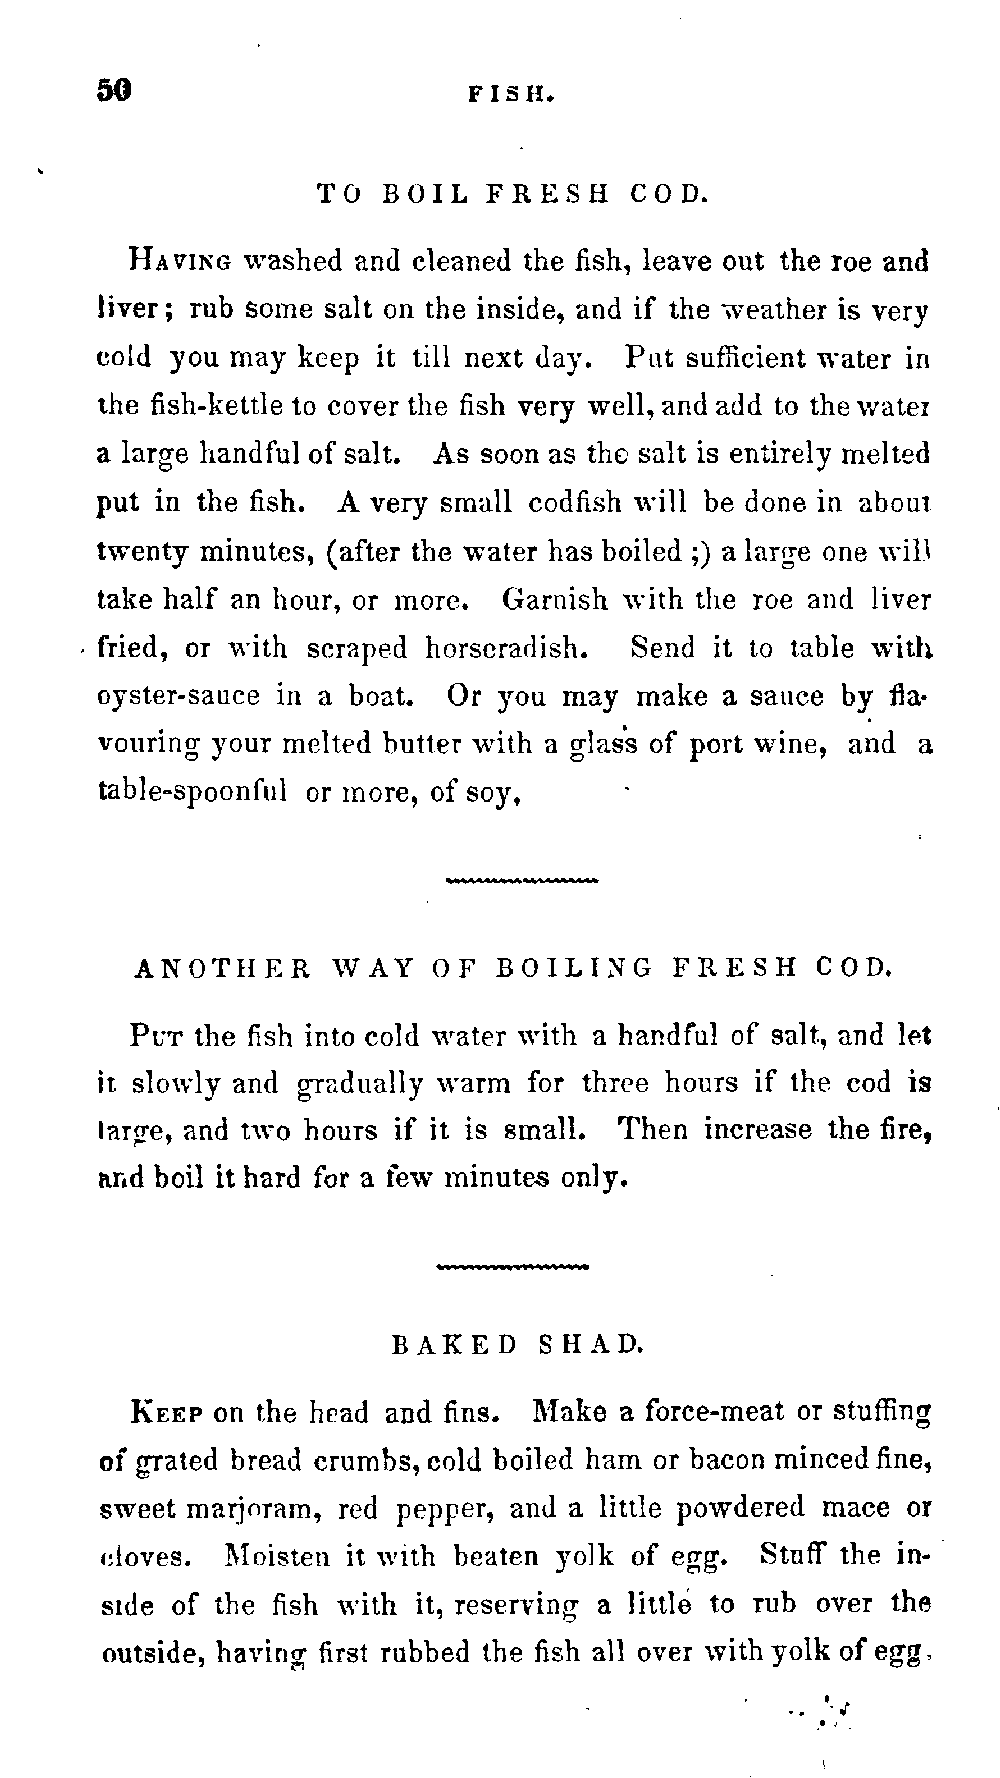 50 FISH.
TO BOIL FRESH COD.
HAVING washed and cleaned the fish, leave out the roe and
liver; rub some salt on the inside, and if the weather is very
cold you may keep it till next day. Put sufficient water in
the fish-kettle to cover the fish very well, and add to the water
a large handful of salt. As soon as the salt is entirely melted
put in the fish. A very small codfish will be done in about
twenty minutes, (after the water has boiled ;) a large one will
take half an hour, or more. Garnish with the roe and liver
fried, or with scraped horseradish. Send it to table with
oyster-sauce in a boat. Or you may make a sauce by fla-
vouring your melted butter with a glass of port wine, and a
table-spoonful or more, of soy,
ANOTHER WAY OF BOILING FRESH COD.
PUT the fish into cold water with a handful of salt, and let
it slowly and gradually warm for three hours if the cod is
large, and two hours if it is small. Then increase the fire,
and boil it hard for a few minutes only.
BAKED SHAD.
KEEP on the head and fins. Make a force-meat or stuffing
of grated bread crumbs, cold boiled ham or bacon minced fine,
sweet marjoram, red pepper, and a little powdered mace or
cloves. Moisten it with beaten yolk of egg. Stuff the in-
side of the fish with it, reserving a little to rub over the
outside, having first rubbed the fish all over with yolk of egg.